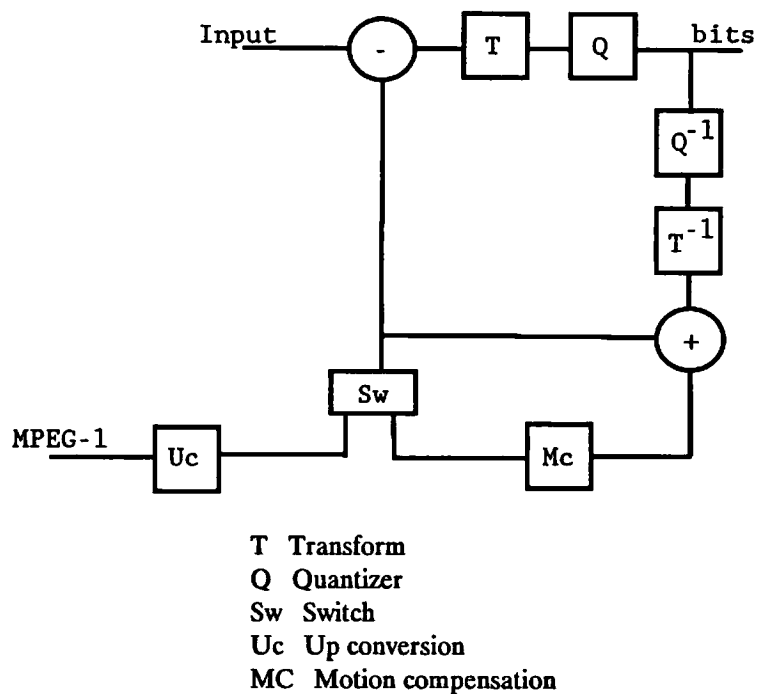 Input
-
T
Q
bits
Q-1
T-1
+
Sw
MPEG-1
Uc
Mc
T Transform
Q Quantizer
Sw Switch
Uc Up conversion
MC Motion compensation